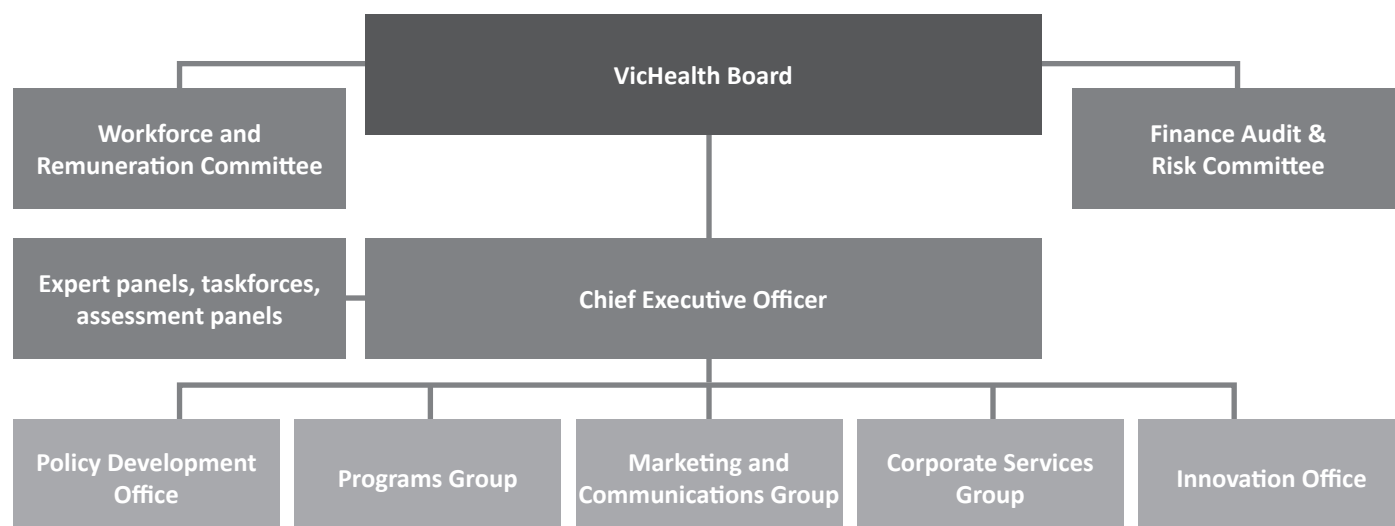 VicHealth Board
Workforce and
Remuneration Committee
Finance Audit &
Risk Committee
Expert panels, taskforces,
assessment panels
Chief Executive Officer
Policy Development
Office
Programs Group
Marketing and
Communications Group
Corporate Services
Group
Innovation Office